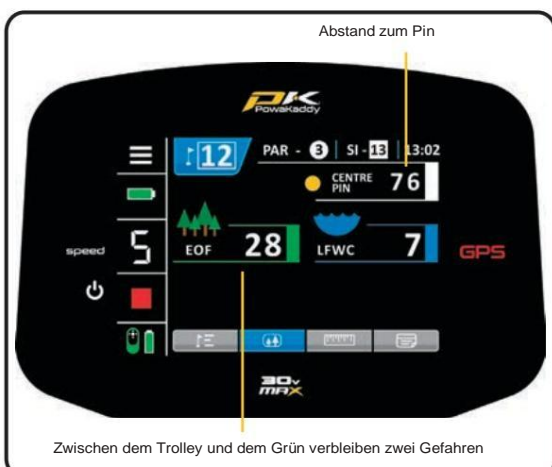 Abstand zum Pin
PK
PowaKaddy
12 PAR - 3 SI - 13 13:02
CENTRE PIN 76
EOF 28 LFWC 7
speed 5 GPS
30v
MAX
Zwischen dem Trolley und dem Grün verbleiben zwei Gefahren